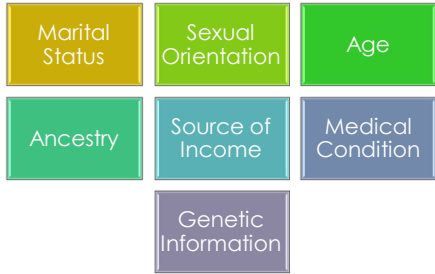 Marital
Status
Sexual
Orientation
Age
Ancestry
Source of
Income
Medical
Condition
Genetic
Information